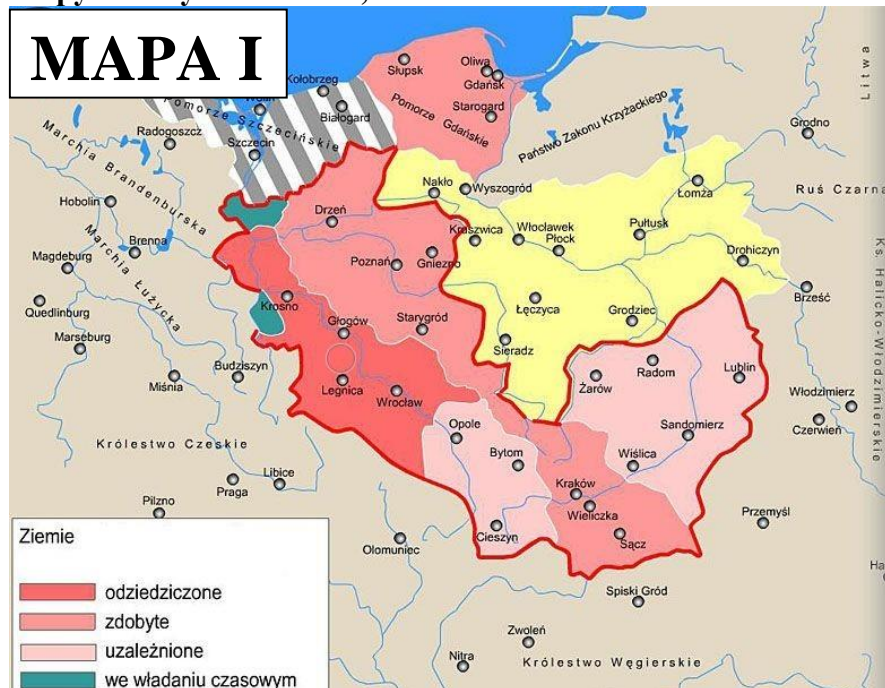 MAPA I
Słupsk
Oliwa
Gdańsk
Kołobrzeg
Starogard
Pomorze Gdańskie
Białogard
Pomorze Szczecińskie
Szczecin
Radogoszcz
Państwo Zakonu Krzyżackiego
Litwa
Grodno
Ruś Czarna
Marchia Brandenburska
Hobolin
Brenna
Magdeburg
Marchia Łużycka
Quedlinburg
Marseburg
Miśnia
Budziszyn
Drzeń
Nakło
Wyszogród
Łomża
Kruszwica
Włocławek
Płock
Pułtusk
Drohiczyn
Poznań
Gniezno
Brześć
Krosno
Łęczyca
Grodziec
Głogów
Starygród
Sieradz
Ks. Halicko-Włodzimierskie
Legnica
Wrocław
Żarów
Radom
Lublin
Włodzimierz
Czerwień
Opole
Sandomierz
Królestwo Czeskie
Bytom
Wiślica
Libice
Praga
Kraków
Wieliczka
Pilzno
Przemyśl
Cieszyn
Sącz
Olomuniec
Spiski Gród
Zwoleń
Nitra
Królestwo Węgierskie
Ha
Ziemie
odziedziczone
zdobyte
uzależnione
we władaniu czasowym